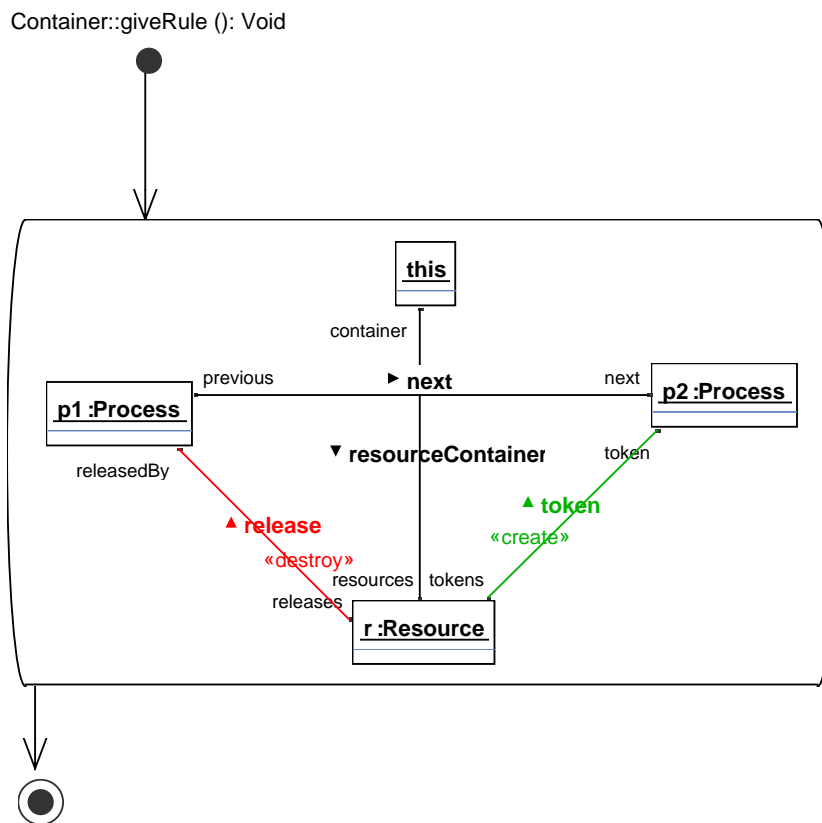 Container::giveRule (): Void
this
container
previous
► next
next
p1 :Process
p2 :Process
▼ resourceContainer
token
releasedBy
▲ release
▲ token
«destroy»
«create»
resources
tokens
releases
r :Resource